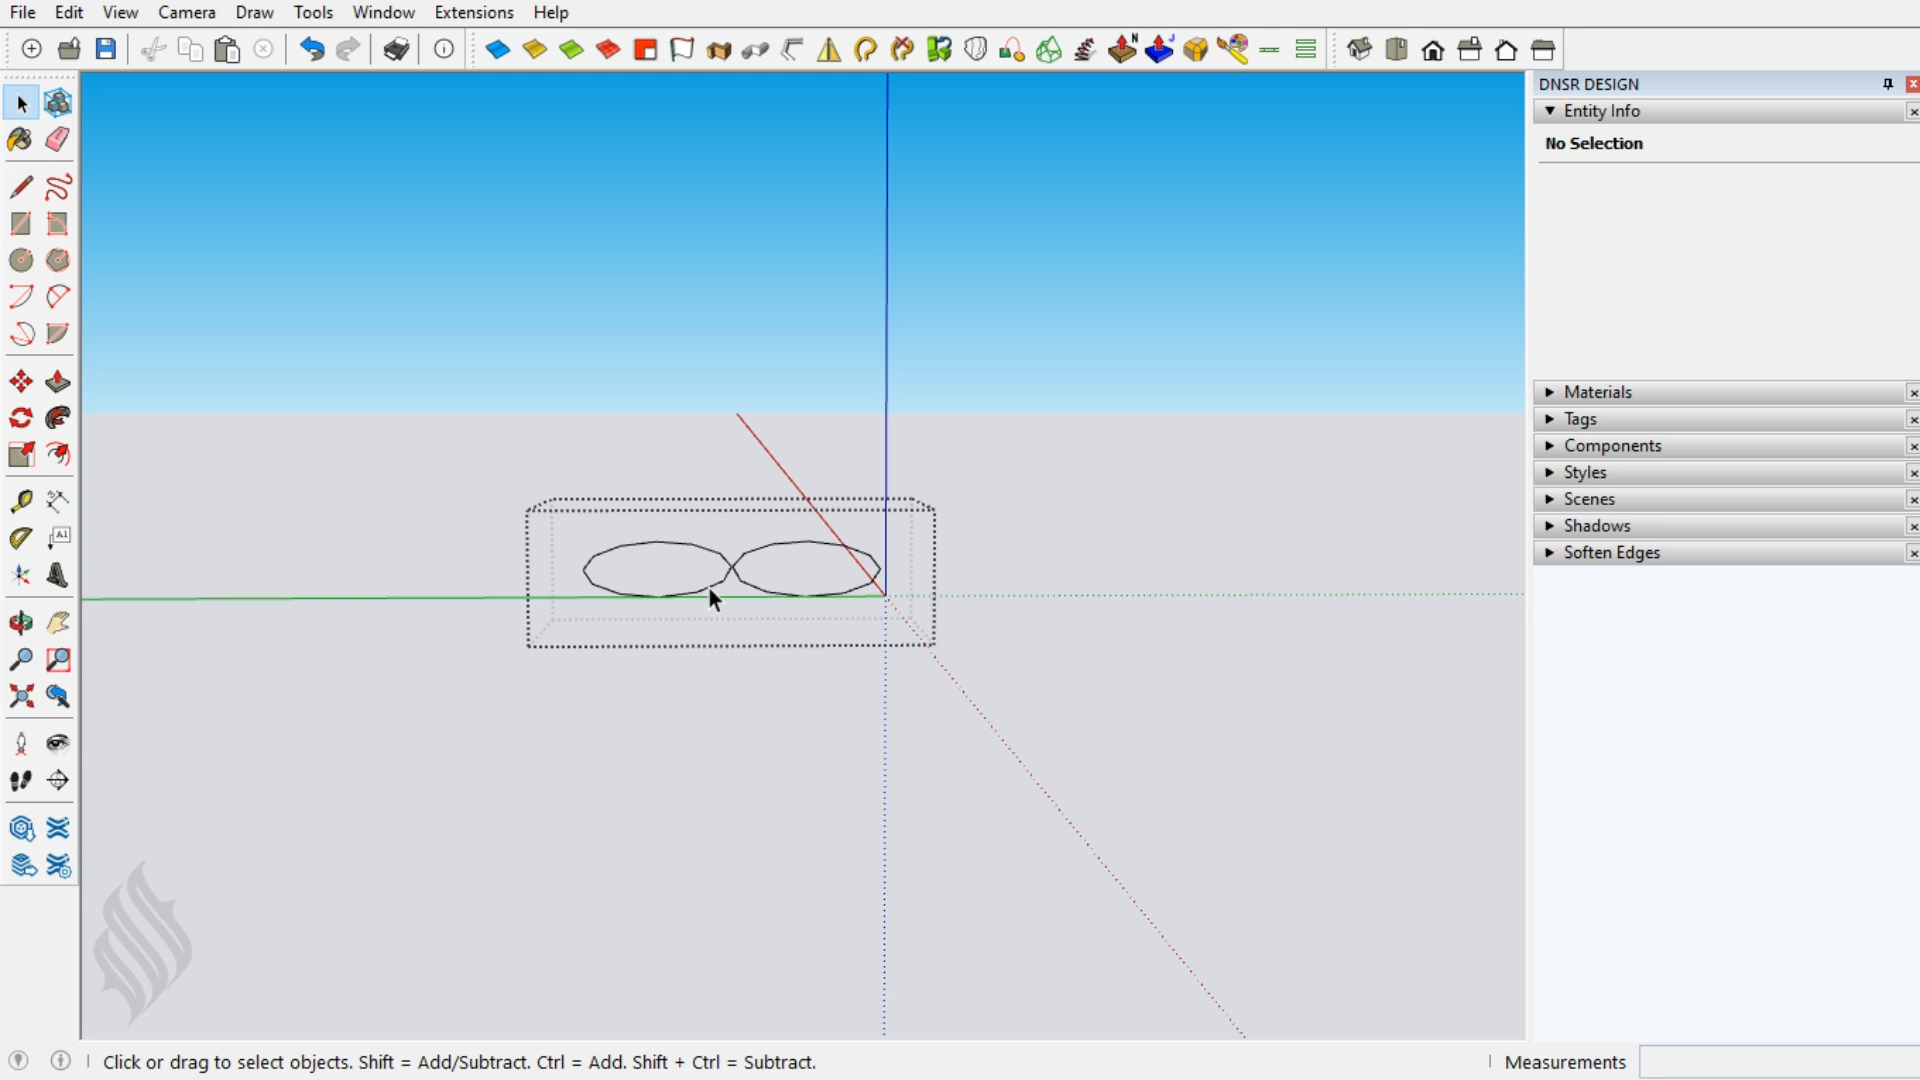 File Edit View Camera Draw Tools Window Extensions Help
N J
DNSR DESIGN
Entity Info
No Selection
Materials
Tags
Components
Styles
Scenes
Shadows
Soften Edges
A1
Click or drag to select objects. Shift = Add/Subtract. Ctrl = Add. Shift + Ctrl = Subtract.
Measurements